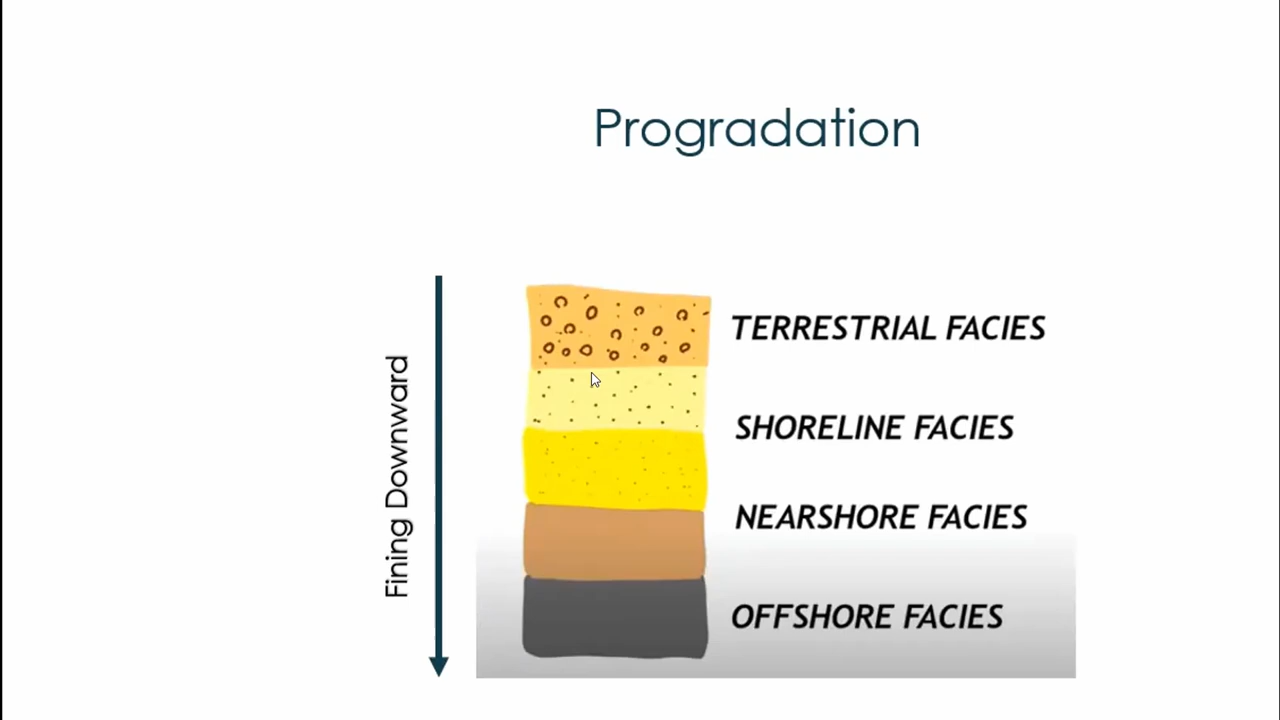 Progradation
Fining Downward
TERRESTRIAL FACIES
SHORELINE FACIES
NEARSHORE FACIES
OFFSHORE FACIES